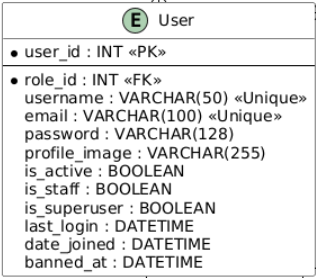 E User
user_id : INT «PK»
role_id : INT «FK»
username : VARCHAR(50) «Unique»
email : VARCHAR(100) «Unique»
password : VARCHAR(128)
profile_image : VARCHAR(255)
is_active : BOOLEAN
is_staff : BOOLEAN
is_superuser : BOOLEAN
last_login : DATETIME
date_joined : DATETIME
banned_at : DATETIME